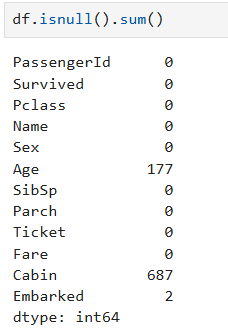 df.isnull().sum()
PassengerId 0
Survived 0
Pclass 0
Name 0
Sex 0
Age 177
SibSp 0
Parch 0
Ticket 0
Fare 0
Cabin 687
Embarked 2
dtype: int64